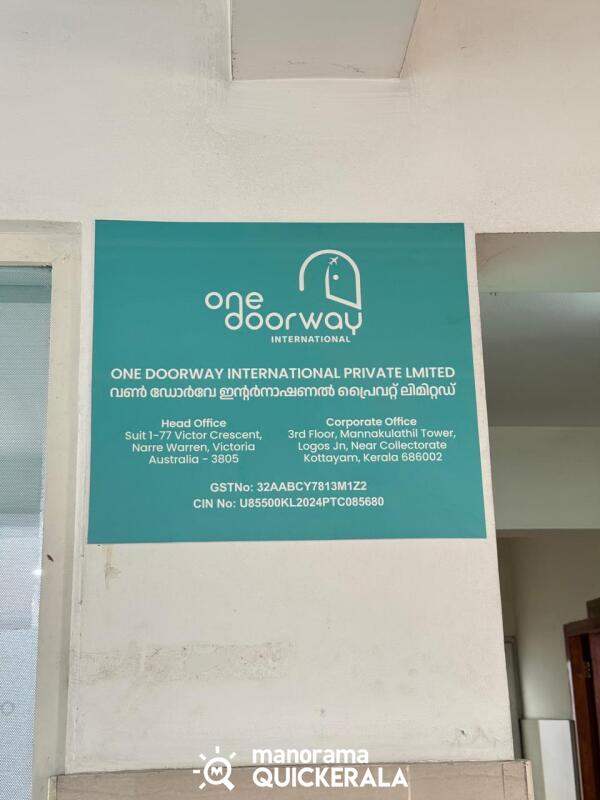 one
doorway
INTERNATIONAL
ONE DOORWAY INTERNATIONAL PRIVATE LMITED
വൺ ഡോർവേ ഇന്റർനാഷണൽ പ്രൈവറ്റ് ലിമിറ്റഡ്
Head Office
Suit 1-77 Victor Crescent,
Narre Warren, Victoria
Australia - 3805
Corporate Office
3rd Floor, Mannakulathil Tower,
Logos Jn, Near Collectorate
Kottayam, Kerala 686002
GSTNo: 32AABCY7813M1Z2
CIN No: U85500KL2024PTC085680
M
manorama
QUICKERALA